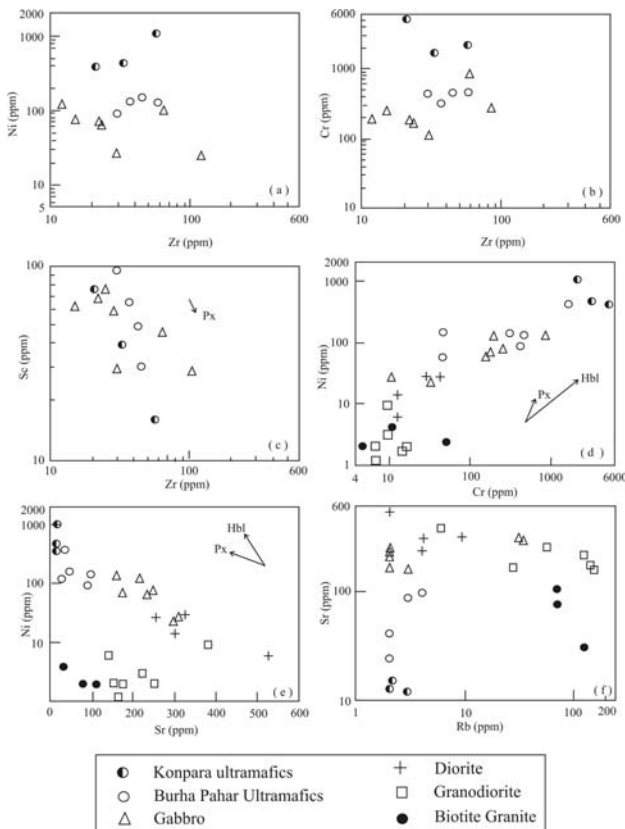 2000
1000
100
10
5
Ni (ppm)
10
100
600
Zr (ppm)
( a )
6000
1000
100
10
Cr (ppm)
10
100
600
Zr (ppm)
( b )
100
10
Sc (ppm)
Px
10
100
600
Zr (ppm)
( c )
2000
1000
100
10
1
Ni (ppm)
Hbl
Px
4
10
100
1000
6000
Cr (ppm)
( d )
2000
1000
100
10
Ni (ppm)
Hbl
Px
0
100
200
300
400
500
600
Sr (ppm)
( e )
600
100
10
Sr (ppm)
1
10
100
200
Rb (ppm)
( f )
Konpara ultramafics
Diorite
Burha Pahar Ultramafics
Granodiorite
Gabbro
Biotite Granite